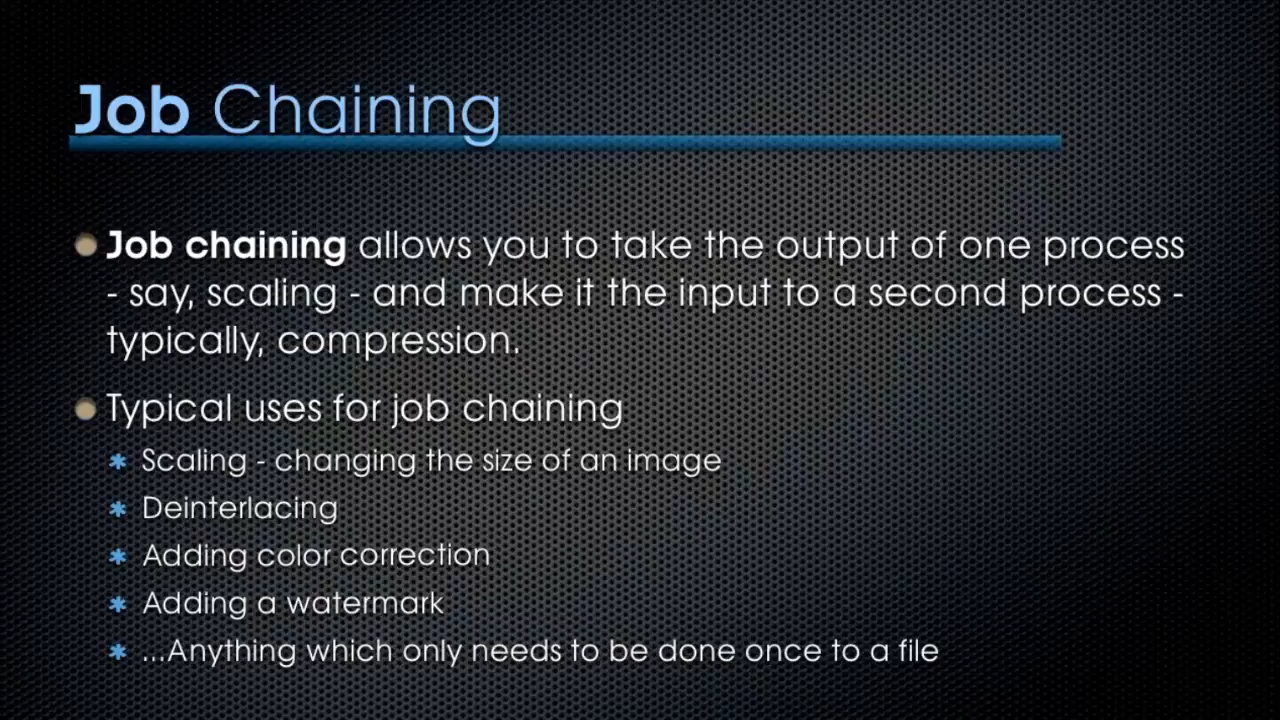 Job Chaining
Job chaining allows you to take the output of one process
- say, scaling - and make it the input to a second process -
typically, compression.
Typical uses for job chaining
Scaling - changing the size of an image
Deinterlacing
Adding color correction
Adding a watermark
...Anything which only needs to be done once to a file